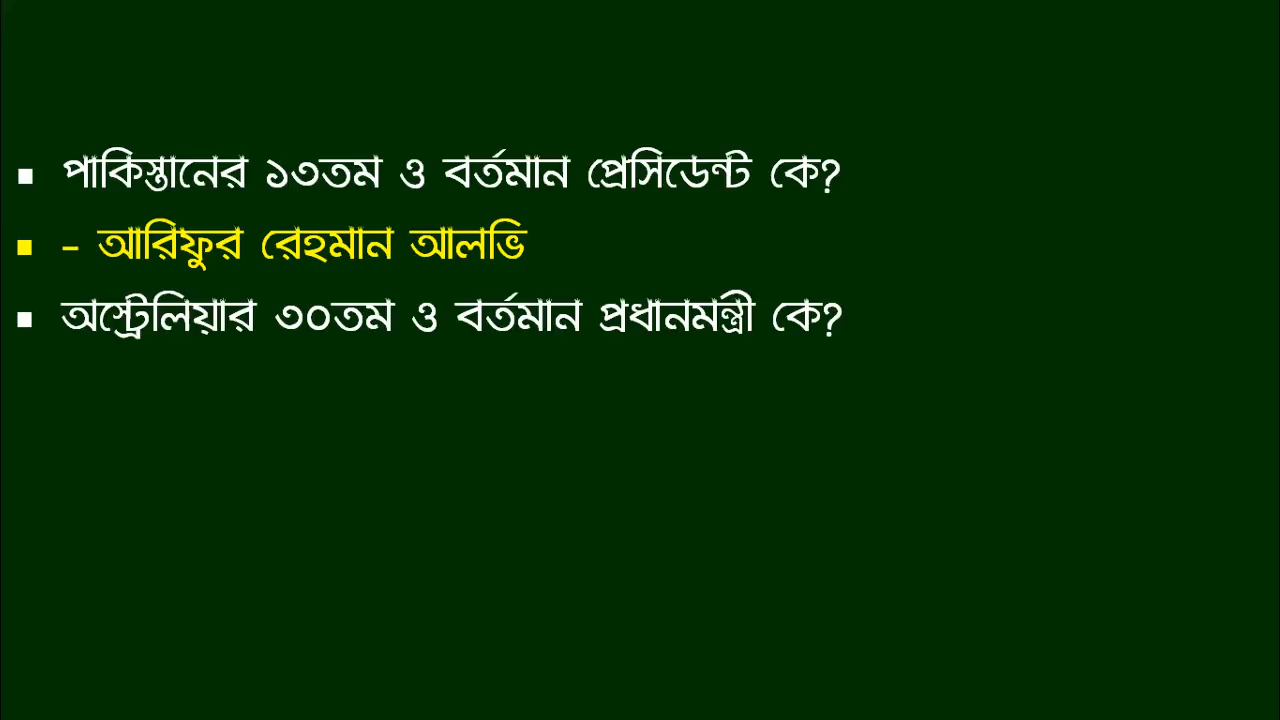 ▪ পাকিস্তানের ১৩তম ও বর্তমান প্রেসিডেন্ট কে?
▪ – আরিফুর রেহমান আলভি
▪ অস্ট্রেলিয়ার ৩০তম ও বর্তমান প্রধানমন্ত্রী কে?